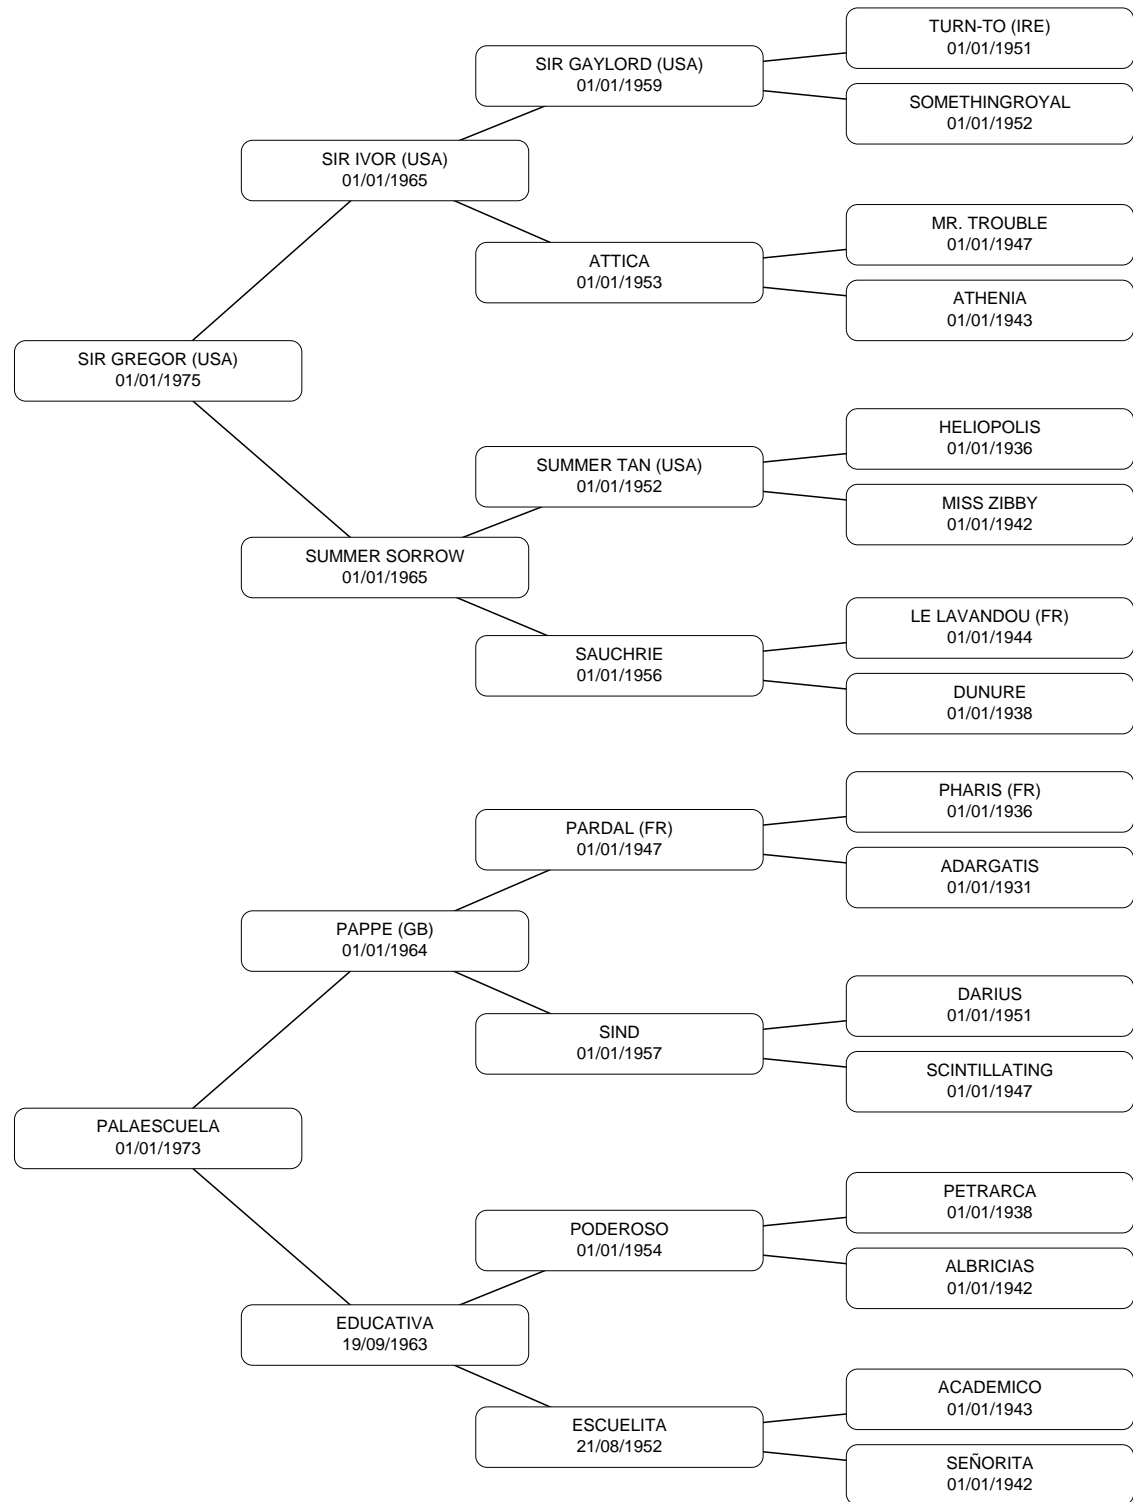 TURN-TO (IRE)
01/01/1951
SIR GAYLORD (USA)
01/01/1959
SOMETHINGROYAL
01/01/1952
SIR IVOR (USA)
01/01/1965
MR. TROUBLE
01/01/1947
ATTICA
01/01/1953
ATHENIA
01/01/1943
SIR GREGOR (USA)
01/01/1975
HELIOPOLIS
01/01/1936
SUMMER TAN (USA)
01/01/1952
MISS ZIBBY
01/01/1942
SUMMER SORROW
01/01/1965
LE LAVANDOU (FR)
01/01/1944
SAUCHRIE
01/01/1956
DUNURE
01/01/1938
PHARIS (FR)
01/01/1936
PARDAL (FR)
01/01/1947
ADARGATIS
01/01/1931
PAPPE (GB)
01/01/1964
DARIUS
01/01/1951
SIND
01/01/1957
SCINTILLATING
01/01/1947
PALAESCUELA
01/01/1973
PETRARCA
01/01/1938
PODEROSO
01/01/1954
ALBRICIAS
01/01/1942
EDUCATIVA
19/09/1963
ACADEMICO
01/01/1943
ESCUELITA
21/08/1952
SEÑORITA
01/01/1942